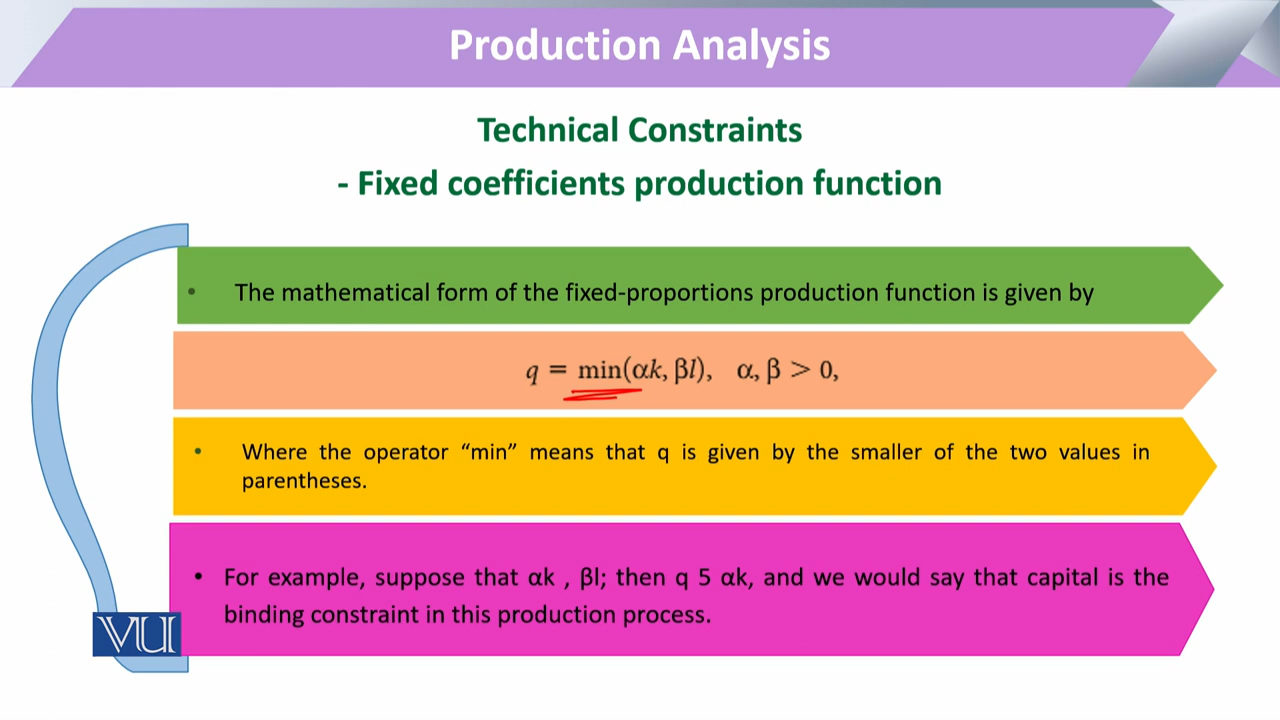 Production Analysis
Technical Constraints
- Fixed coefficients production function
• The mathematical form of the fixed-proportions production function is given by
q = min(αk, βl), α, β > 0,
• Where the operator “min” means that q is given by the smaller of the two values in
parentheses.
• For example, suppose that αk , βl; then q 5 αk, and we would say that capital is the
binding constraint in this production process.
VU